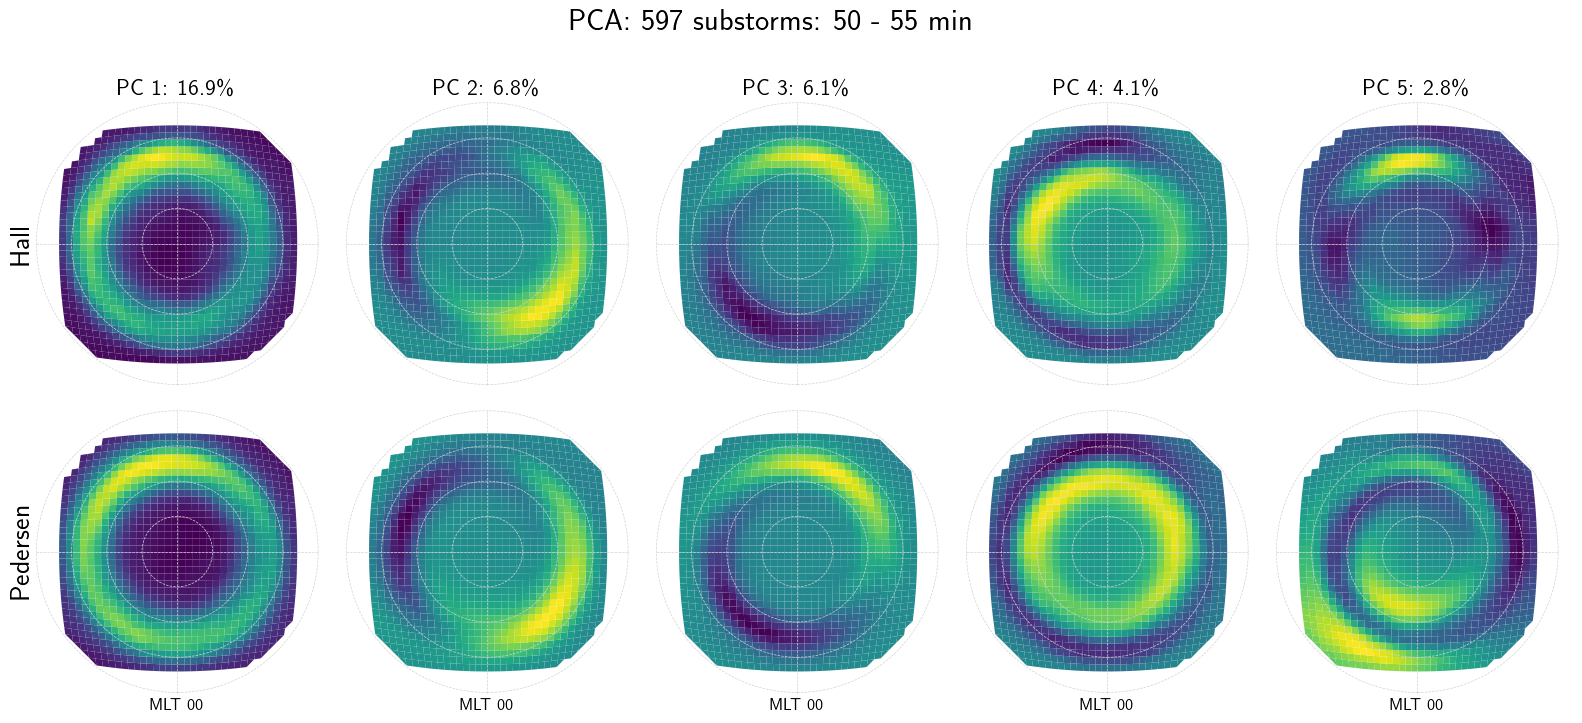 PCA: 597 substorms: 50 - 55 min
PC 1: 16.9%
PC 2: 6.8%
PC 3: 6.1%
PC 4: 4.1%
PC 5: 2.8%
Hall
Pedersen
MLT 00
MLT 00
MLT 00
MLT 00
MLT 00